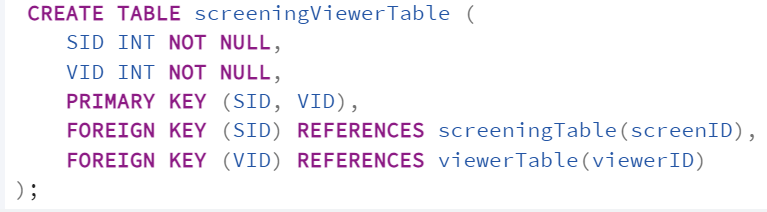 CREATE TABLE screeningViewerTable (
SID INT NOT NULL,
VID INT NOT NULL,
PRIMARY KEY (SID, VID),
FOREIGN KEY (SID) REFERENCES screeningTable(screenID),
FOREIGN KEY (VID) REFERENCES viewerTable(viewerID)
);